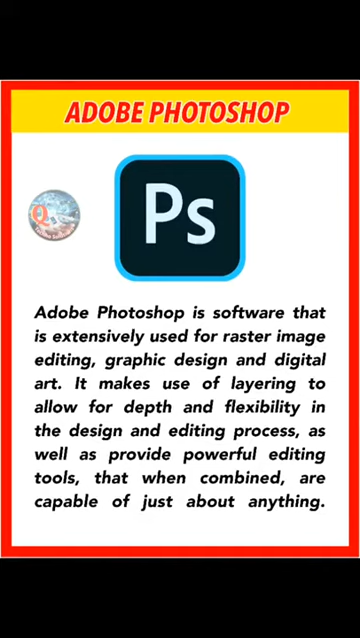 ADOBE PHOTOSHOP
Ps
Q
Adobe Photoshop is software that
is extensively used for raster image
editing, graphic design and digital
art. It makes use of layering to
allow for depth and flexibility in
the design and editing process, as
well as provide powerful editing
tools, that when combined, are
capable of just about anything.